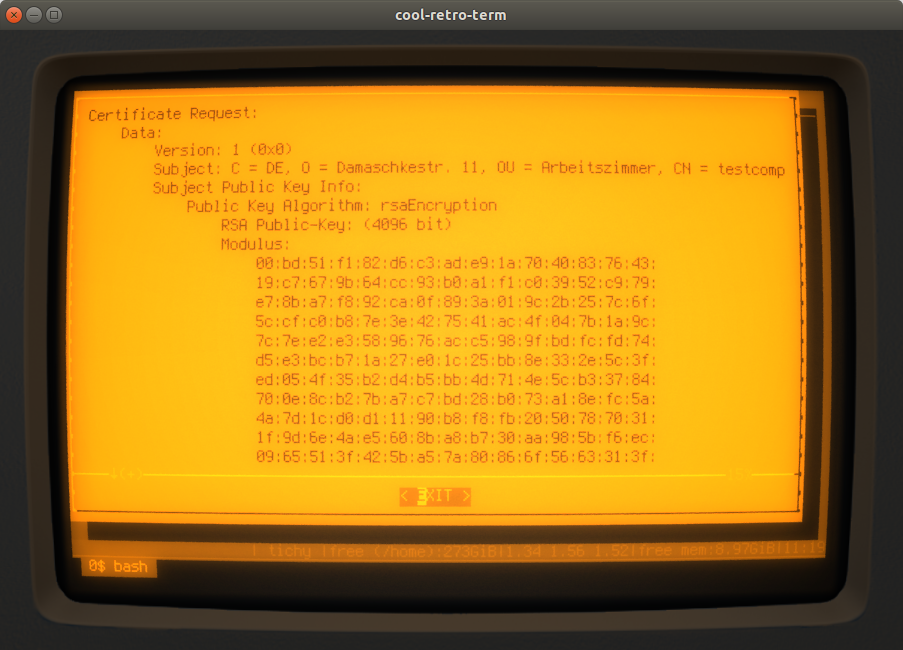 cool-retro-term
Certificate Request:
Data:
Version: 1 (0x0)
Subject: C = DE, O = Damaschkestr. 11, OU = Arbeitszimmer, CN = testcomp
Subject Public Key Info:
Public Key Algorithm: rsaEncryption
RSA Public-Key: (4096 bit)
Modulus:
00:bd:51:f1:82:d6:c3:ad:e9:1a:70:40:83:76:43:
19:c7:67:9b:64:cc:93:b0:a1:f1:c0:39:52:c9:79:
e7:8b:a7:f8:92:ca:0f:89:3a:01:9c:2b:25:7c:6f:
5c:cf:c0:b8:7e:3e:42:75:41:ac:4f:04:7b:1a:9c:
7c:7e:e2:e3:58:96:76:ac:c5:98:9f:bd:fc:fd:74:
d5:e3:bc:b7:1a:27:e0:1c:25:bb:8e:33:2e:5c:3f:
ed:05:4f:35:b2:d4:b5:bb:4d:71:4e:5c:b3:37:84:
70:0e:8c:b2:7b:a7:c7:bd:28:b0:73:a1:8e:fc:5a:
4a:7d:1c:d0:d1:11:90:b8:f8:fb:20:50:78:70:31:
1f:9d:6e:4a:e5:60:8b:a8:b7:30:aa:98:5b:f6:ec:
09:65:51:3f:42:5b:a5:7a:80:86:6f:56:63:31:3f:
< EXIT >
| tichy |free (/home):273GiB|1.34 1.56 1.52|free mem:8.97GiB|11:19
0$ bash